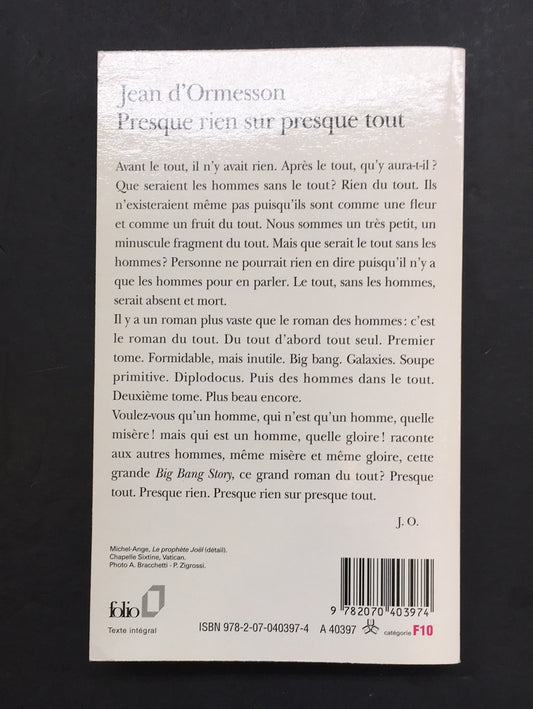 Jean d'Ormesson
Presque rien sur presque tout
Avant le tout, il n'y avait rien. Après le tout, qu'y aura-t-il ?
Que seraient les hommes sans le tout ? Rien du tout. Ils
n'existeraient même pas puisqu'ils sont comme une fleur
et comme un fruit du tout. Nous sommes un très petit, un
minuscule fragment du tout. Mais que serait le tout sans les
hommes ? Personne ne pourrait rien en dire puisqu'il n'y a
que les hommes pour en parler. Le tout, sans les hommes,
serait absent et mort.
Il y a un roman plus vaste que le roman des hommes : c'est
le roman du tout. Du tout d'abord tout seul. Premier
tome. Formidable, mais inutile. Big bang. Galaxies. Soupe
primitive. Diplodocus. Puis des hommes dans le tout.
Deuxième tome. Plus beau encore.
Voulez-vous qu'un homme, qui n'est qu'un homme, quelle
misère ! mais qui est un homme, quelle gloire ! raconte
aux autres hommes, même misère et même gloire, cette
grande Big Bang Story, ce grand roman du tout ? Presque
tout. Presque rien. Presque rien sur presque tout.
J. O.
Michel-Ange, Le prophète Joël (détail).
Chapelle Sixtine, Vatican.
Photo A. Bracchetti - P. Zigrossi.
9 782070 403974
folio
Texte intégral
ISBN 978-2-07-040397-4 A 40397 catégorie F10